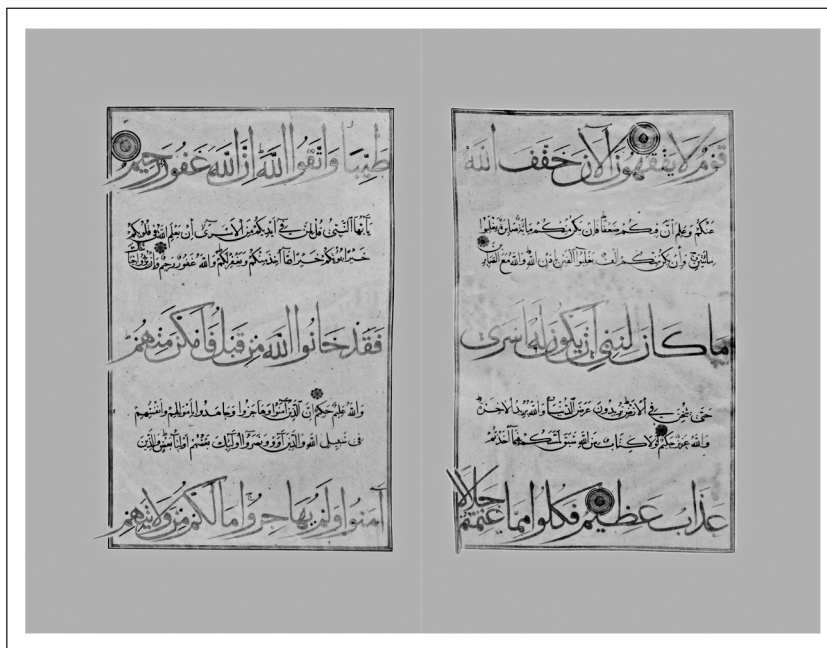 قوم لا يفقهون الآن خفف الله
عنكم وعلم أن فيكم ضعفا فإن يكن منكم مائة صابرة يغلبوا
مائتين وإن يكن منكم ألف يغلبوا ألفين بإذن الله والله مع الصابرين
ما كان لنبي أن يكون له أسرى
حتى يثخن في الأرض تريدون عرض الدنيا والله يريد الآخرة
والله عزيز حكيم لولا كتاب من الله سبق لمسكم فيما أخذتم
عذاب عظيم فكلوا مما غنمتم حلالا
طيبا واتقوا الله إن الله غفور رحيم
يا أيها النبي قل لمن في أيديكم من الأسرى إن يعلم الله في قلوبكم
خيرا يؤتكم خيرا مما أخذ منكم ويغفر لكم والله غفور رحيم وإن يريدوا خيانتك
فقد خانوا الله من قبل فأمكن منهم
والله عليم حكيم إن الذين آمنوا وهاجروا وجاهدوا بأموالهم وأنفسهم
في سبيل الله والذين آووا ونصروا أولئك بعضهم أولياء بعض والذين
آمنوا ولم يهاجروا ما لكم من ولايتهم